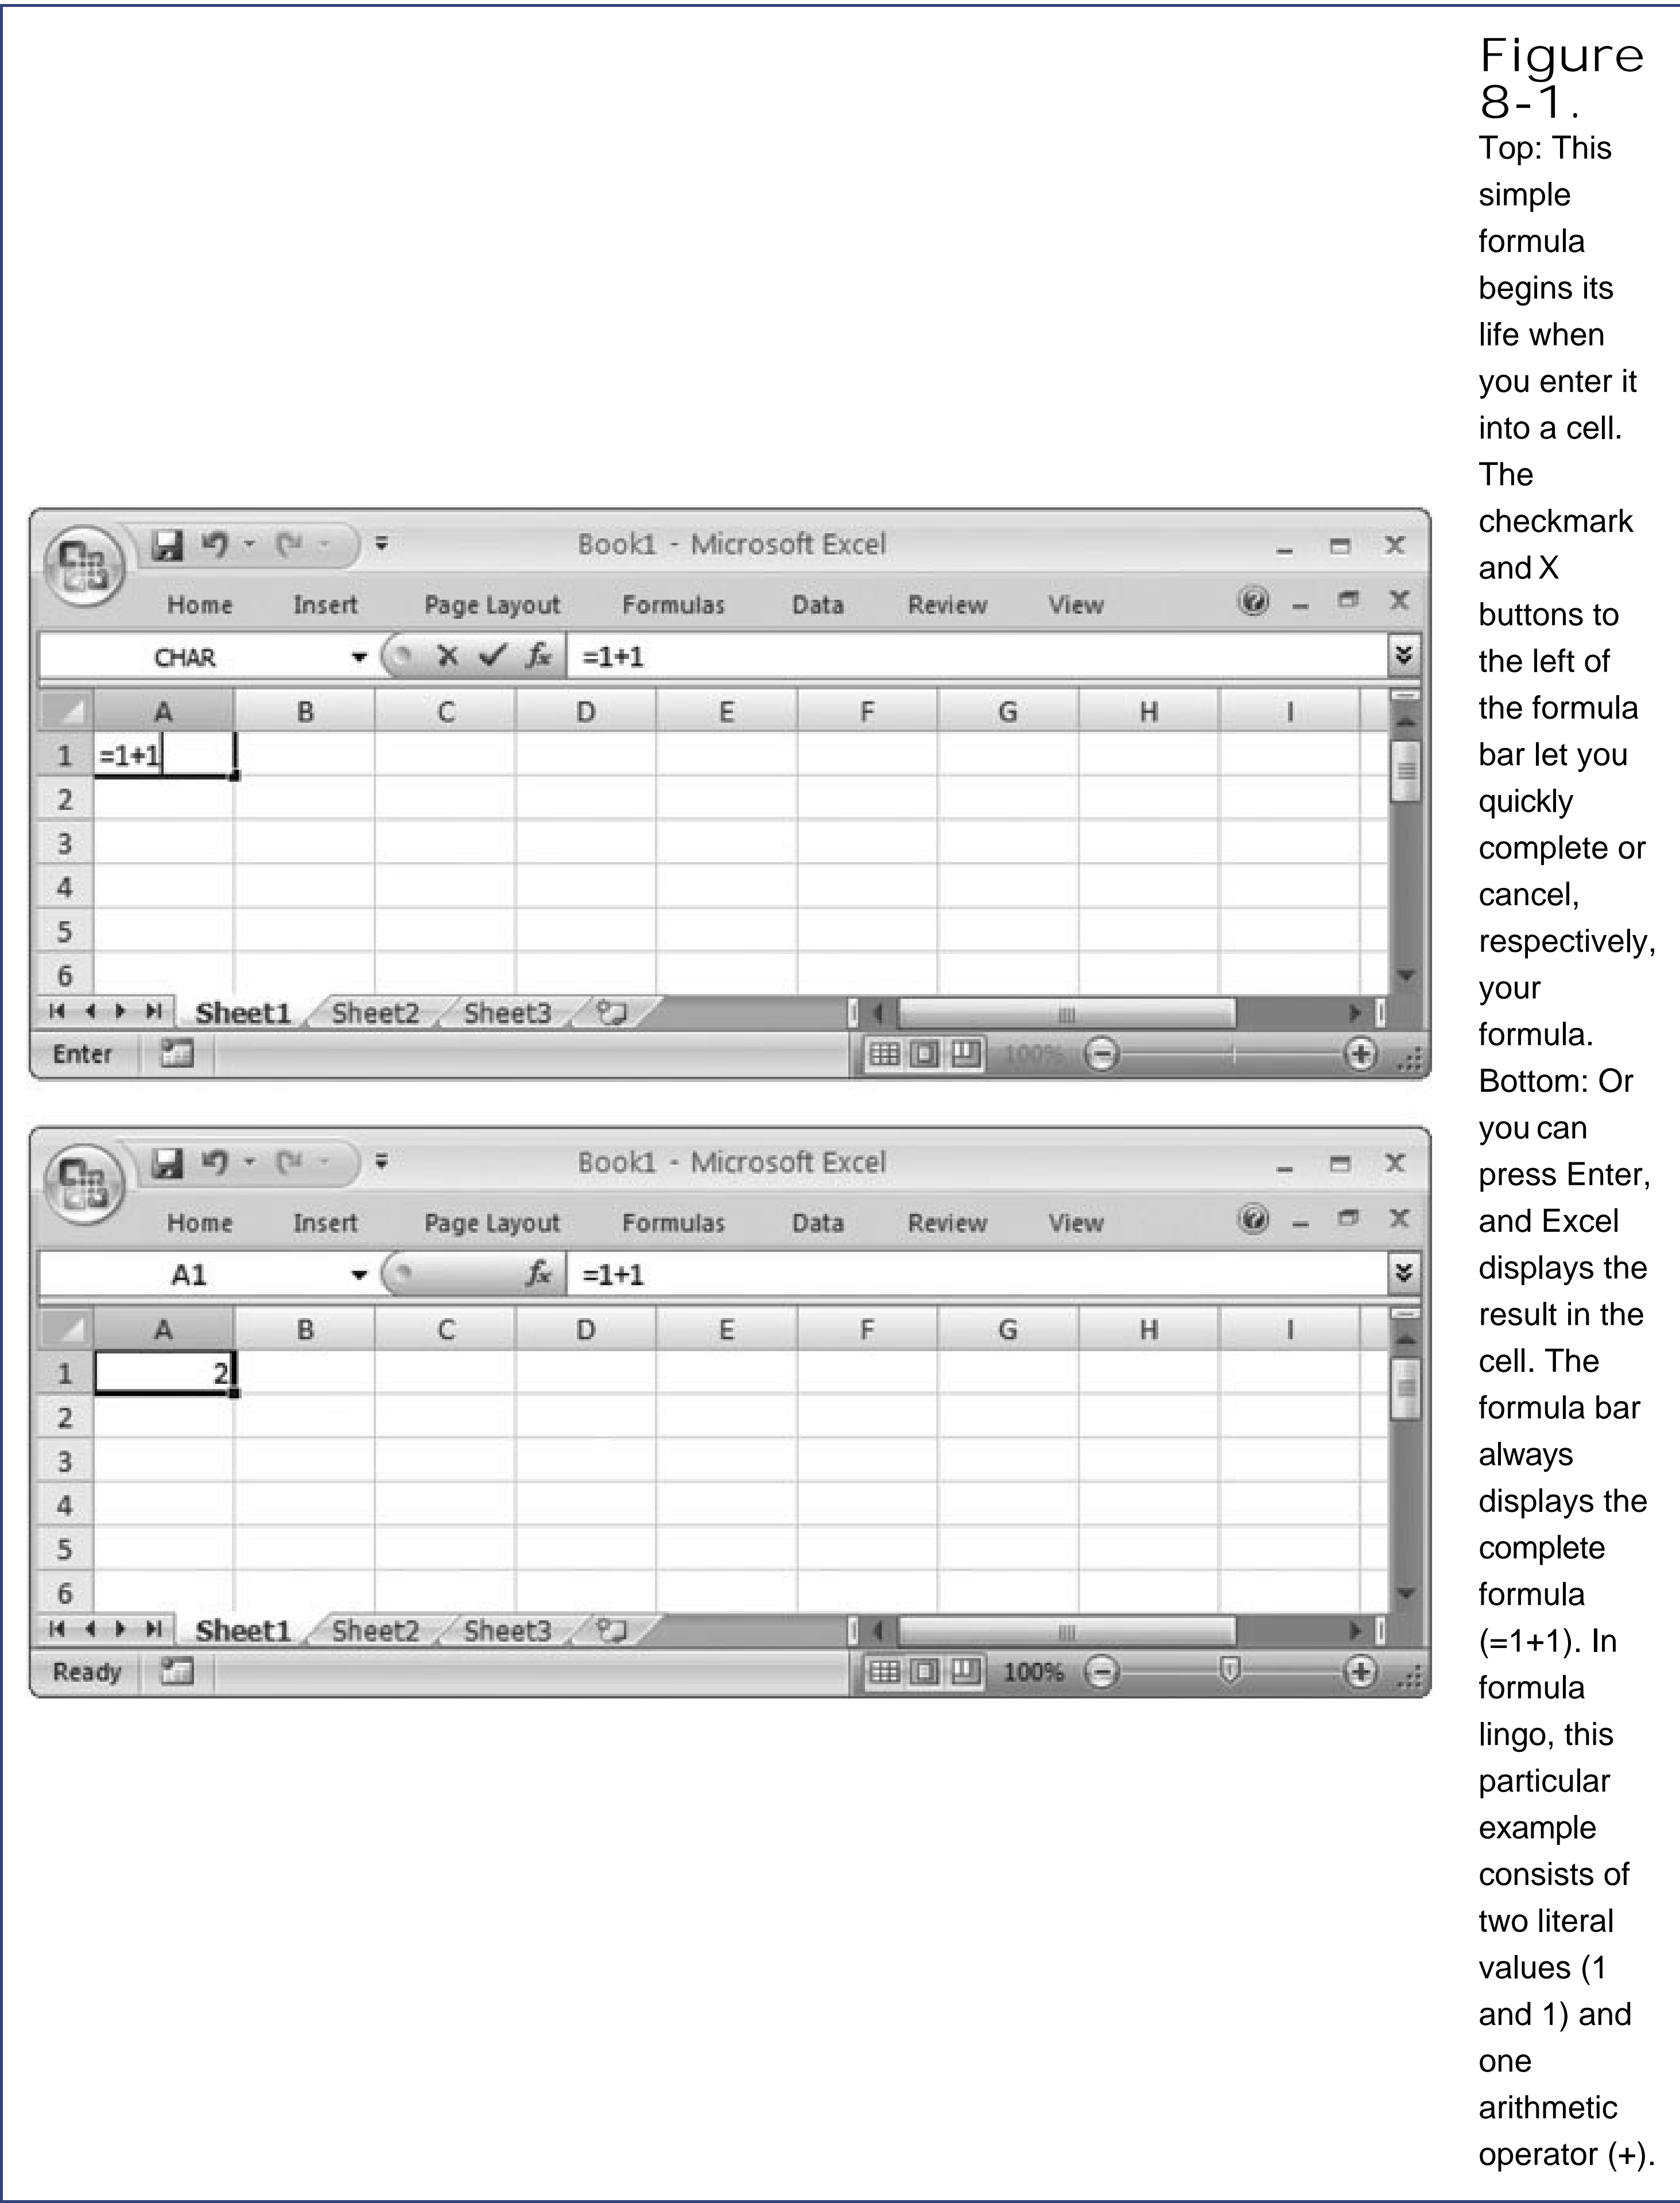 Book1 - Microsoft Excel
Home Insert Page Layout Formulas Data Review View
CHAR fx =1+1
A B C D E F G H I
1 =1+1
2
3
4
5
6
Sheet1 Sheet2 Sheet3
Enter 100%
Book1 - Microsoft Excel
Home Insert Page Layout Formulas Data Review View
A1 fx =1+1
A B C D E F G H I
1 2
2
3
4
5
6
Sheet1 Sheet2 Sheet3
Ready 100%
Figure
8-1.
Top: This
simple
formula
begins its
life when
you enter it
into a cell.
The
checkmark
and X
buttons to
the left of
the formula
bar let you
quickly
complete or
cancel,
respectively,
your
formula.
Bottom: Or
you can
press Enter,
and Excel
displays the
result in the
cell. The
formula bar
always
displays the
complete
formula
(=1+1). In
formula
lingo, this
particular
example
consists of
two literal
values (1
and 1) and
one
arithmetic
operator (+).